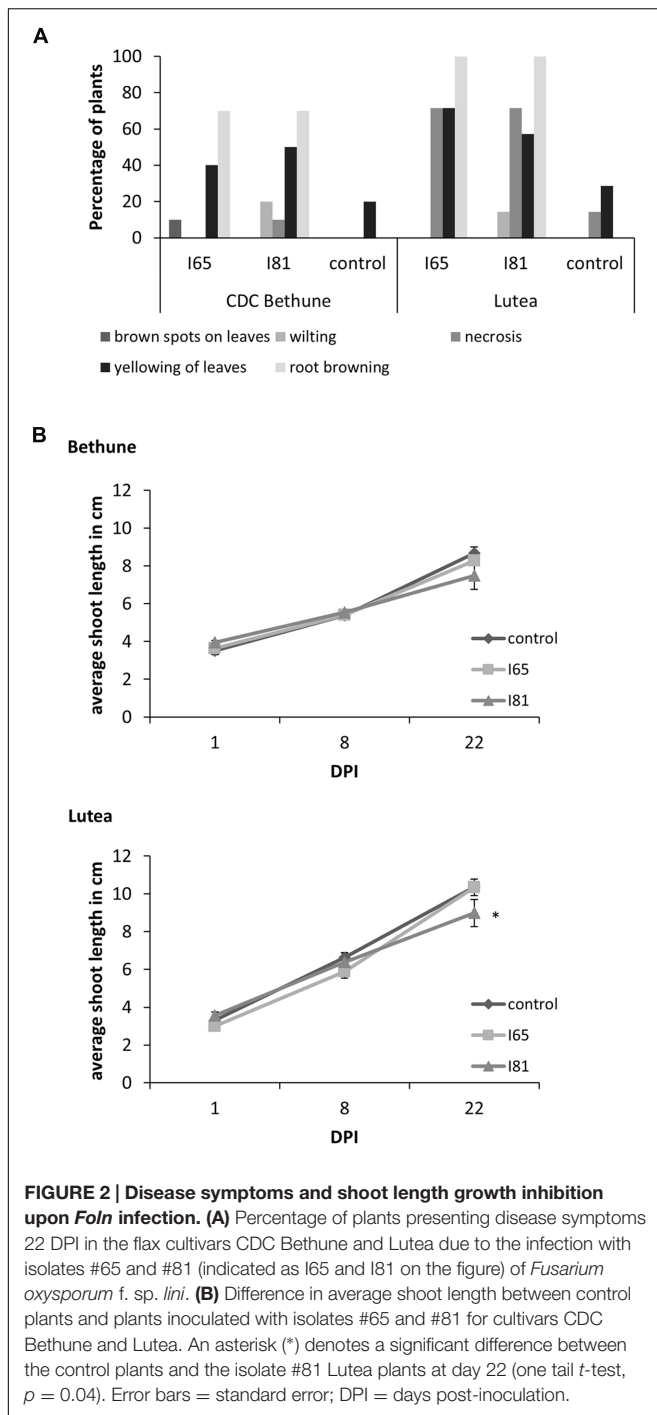 A
Percentage of plants
100
80
60
40
20
0
I65 I81 control I65 I81 control
CDC Bethune Lutea
brown spots on leaves wilting necrosis
yellowing of leaves root browning
B
Bethune
average shoot length in cm
12
10
8
6
4
2
0
control
I65
I81
1 8 22
DPI
Lutea
average shoot length in cm
12
10
8
6
4
2
0
*
control
I65
I81
1 8 22
DPI
FIGURE 2 | Disease symptoms and shoot length growth inhibition
upon Foln infection. (A) Percentage of plants presenting disease symptoms
22 DPI in the flax cultivars CDC Bethune and Lutea due to the infection with
isolates #65 and #81 (indicated as I65 and I81 on the figure) of Fusarium
oxysporum f. sp. lini. (B) Difference in average shoot length between control
plants and plants inoculated with isolates #65 and #81 for cultivars CDC
Bethune and Lutea. An asterisk (*) denotes a significant difference between
the control plants and the isolate #81 Lutea plants at day 22 (one tail t-test,
p = 0.04). Error bars = standard error; DPI = days post-inoculation.